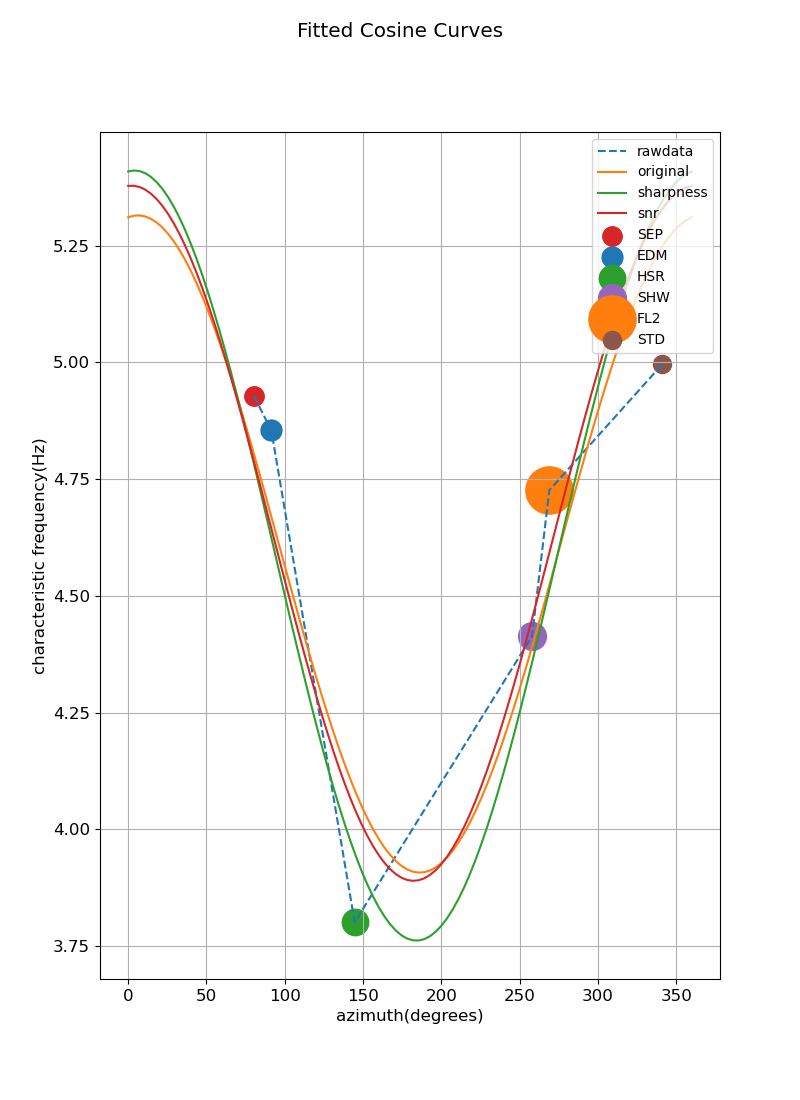 Fitted Cosine Curves
rawdata
original
sharpness
snr
SEP
EDM
HSR
SHW
FL2
STD
5.25
5.00
4.75
4.50
4.25
4.00
3.75
characteristic frequency(Hz)
0 50 100 150 200 250 300 350
azimuth(degrees)